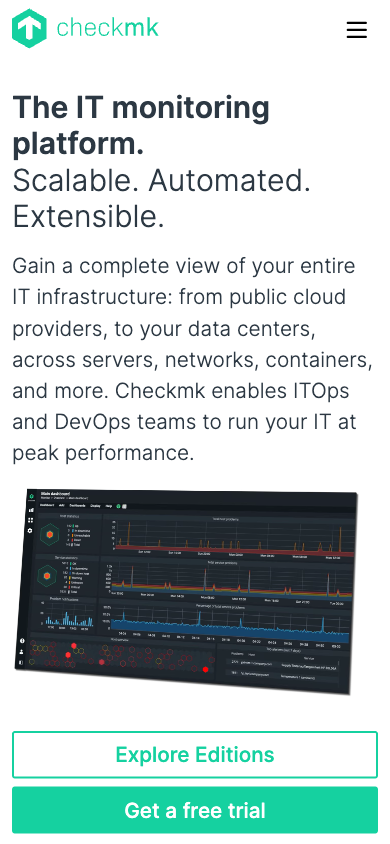 checkmk
The IT monitoring
platform.
Scalable. Automated.
Extensible.
Gain a complete view of your entire
IT infrastructure: from public cloud
providers, to your data centers,
across servers, networks, containers,
and more. Checkmk enables ITOps
and DevOps teams to run your IT at
peak performance.
Main dashboard
Explore Editions
Get a free trial